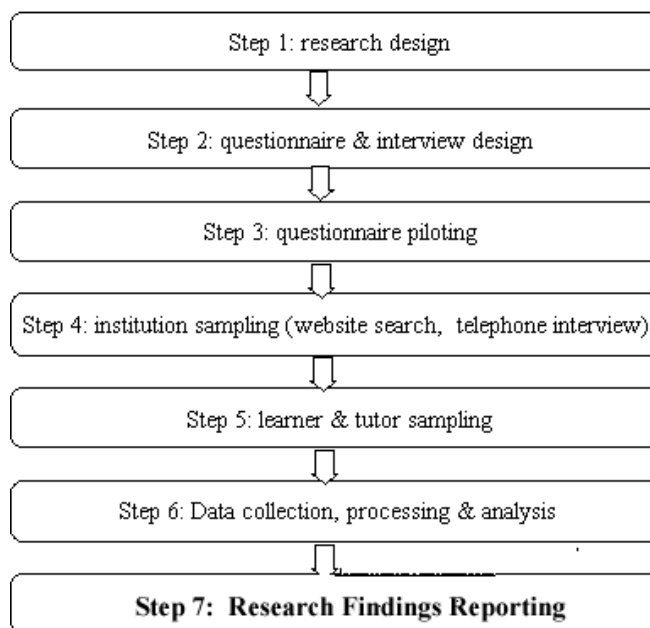 Step 1: research design
Step 2: questionnaire & interview design
Step 3: questionnaire piloting
Step 4: institution sampling (website search, telephone interview)
Step 5: learner & tutor sampling
Step 6: Data collection, processing & analysis
Step 7: Research Findings Reporting